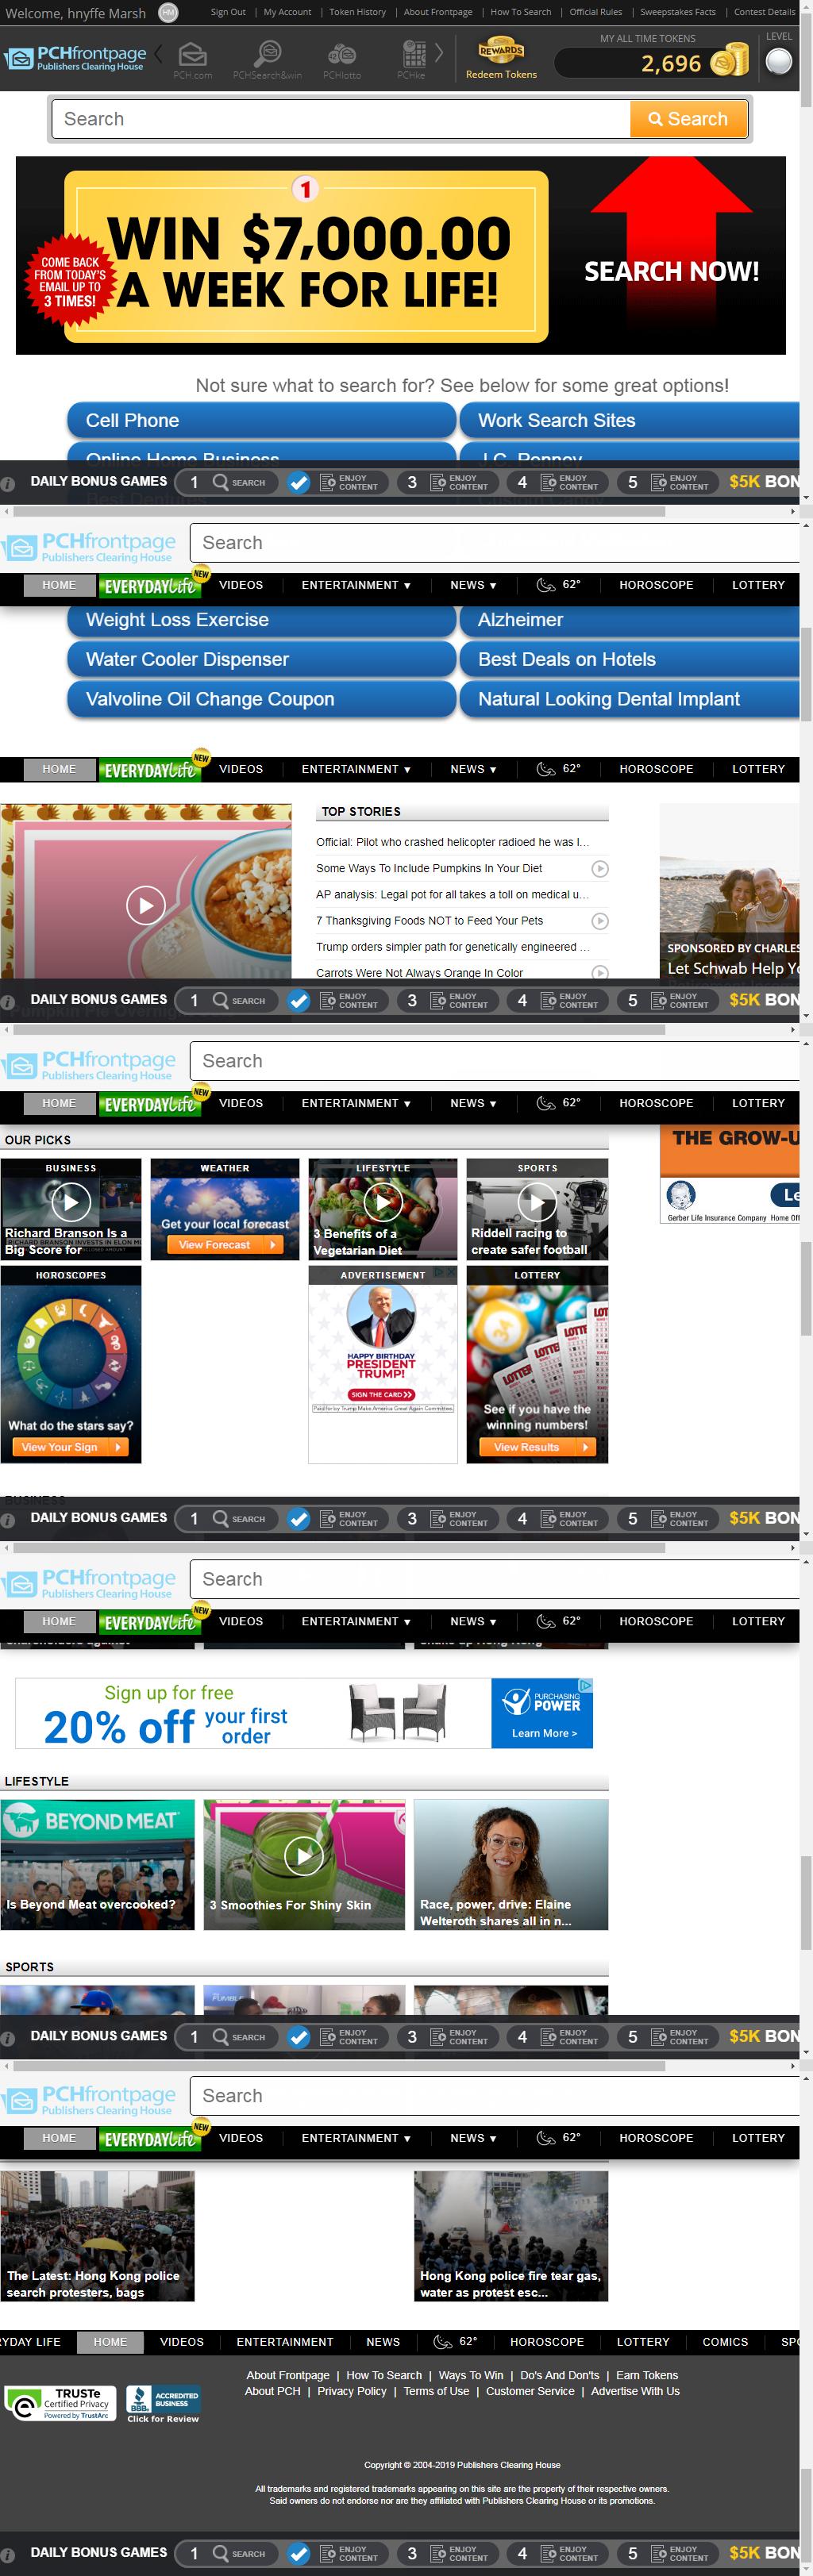 Welcome, hnyffe Marsh HM Sign Out | My Account | Token History | About Frontpage | How To Search | Official Rules | Sweepstakes Facts | Contest Details
PCHfrontpage
Publishers Clearing House
PCH.com PCHSearch&win PCHlotto PCHke
REWARDS
Redeem Tokens
MY ALL TIME TOKENS
2,696
LEVEL
Search Search
1
WIN $7,000.00
A WEEK FOR LIFE!
COME BACK
FROM TODAY'S
EMAIL UP TO
3 TIMES!
SEARCH NOW!
Not sure what to search for? See below for some great options!
Cell Phone Work Search Sites
Online Home Business J.C. Penney
Best Dentures
DAILY BONUS GAMES 1 SEARCH ENJOY CONTENT 3 ENJOY CONTENT 4 ENJOY CONTENT 5 ENJOY CONTENT $5K BON
PCHfrontpage
Publishers Clearing House
Search
HOME EVERYDAYLife NEW VIDEOS ENTERTAINMENT ▼ NEWS ▼ 62° HOROSCOPE LOTTERY
Weight Loss Exercise Alzheimer
Water Cooler Dispenser Best Deals on Hotels
Valvoline Oil Change Coupon Natural Looking Dental Implant
HOME EVERYDAYLife NEW VIDEOS ENTERTAINMENT ▼ NEWS ▼ 62° HOROSCOPE LOTTERY
TOP STORIES
Official: Pilot who crashed helicopter radioed he was l...
Some Ways To Include Pumpkins In Your Diet
AP analysis: Legal pot for all takes a toll on medical u...
7 Thanksgiving Foods NOT to Feed Your Pets
Trump orders simpler path for genetically engineered ...
Carrots Were Not Always Orange In Color
SPONSORED BY CHARLES
Let Schwab Help Yo
DAILY BONUS GAMES 1 SEARCH ENJOY CONTENT 3 ENJOY CONTENT 4 ENJOY CONTENT 5 ENJOY CONTENT $5K BON
PCHfrontpage
Publishers Clearing House
Search
HOME EVERYDAYLife NEW VIDEOS ENTERTAINMENT ▼ NEWS ▼ 62° HOROSCOPE LOTTERY
OUR PICKS
BUSINESS
Richard Branson Is a
Big Score for
WEATHER
Get your local forecast
View Forecast
LIFESTYLE
3 Benefits of a
Vegetarian Diet
SPORTS
Riddell racing to
create safer football
THE GROW-U
Le
Gerber Life Insurance Company Home Off
HOROSCOPES
What do the stars say?
View Your Sign
ADVERTISEMENT
HAPPY BIRTHDAY
PRESIDENT
TRUMP!
SIGN THE CARD >>
Paid for by Trump Make America Great Again Committee
LOTTERY
See if you have the
winning numbers!
View Results
BUSINESS
DAILY BONUS GAMES 1 SEARCH ENJOY CONTENT 3 ENJOY CONTENT 4 ENJOY CONTENT 5 ENJOY CONTENT $5K BON
PCHfrontpage
Publishers Clearing House
Search
HOME EVERYDAYLife NEW VIDEOS ENTERTAINMENT ▼ NEWS ▼ 62° HOROSCOPE LOTTERY
Sign up for free
20% off your first order
PURCHASING
POWER
Learn More >
LIFESTYLE
BEYOND MEAT
Is Beyond Meat overcooked?
3 Smoothies For Shiny Skin
Race, power, drive: Elaine
Welteroth shares all in n...
SPORTS
DAILY BONUS GAMES 1 SEARCH ENJOY CONTENT 3 ENJOY CONTENT 4 ENJOY CONTENT 5 ENJOY CONTENT $5K BON
PCHfrontpage
Publishers Clearing House
Search
HOME EVERYDAYLife NEW VIDEOS ENTERTAINMENT ▼ NEWS ▼ 62° HOROSCOPE LOTTERY
The Latest: Hong Kong police
search protesters, bags
Hong Kong police fire tear gas,
water as protest esc...
RYDAY LIFE HOME VIDEOS ENTERTAINMENT NEWS 62° HOROSCOPE LOTTERY COMICS SPO
About Frontpage | How To Search | Ways To Win | Do's And Don'ts | Earn Tokens
About PCH | Privacy Policy | Terms of Use | Customer Service | Advertise With Us
TRUSTe
Certified Privacy
Powered by TrustArc
BBB
ACCREDITED
BUSINESS
Click for Review
Copyright © 2004-2019 Publishers Clearing House
All trademarks and registered trademarks appearing on this site are the property of their respective owners.
Said owners do not endorse nor are they affiliated with Publishers Clearing House or its promotions.
DAILY BONUS GAMES 1 SEARCH ENJOY CONTENT 3 ENJOY CONTENT 4 ENJOY CONTENT 5 ENJOY CONTENT $5K BON